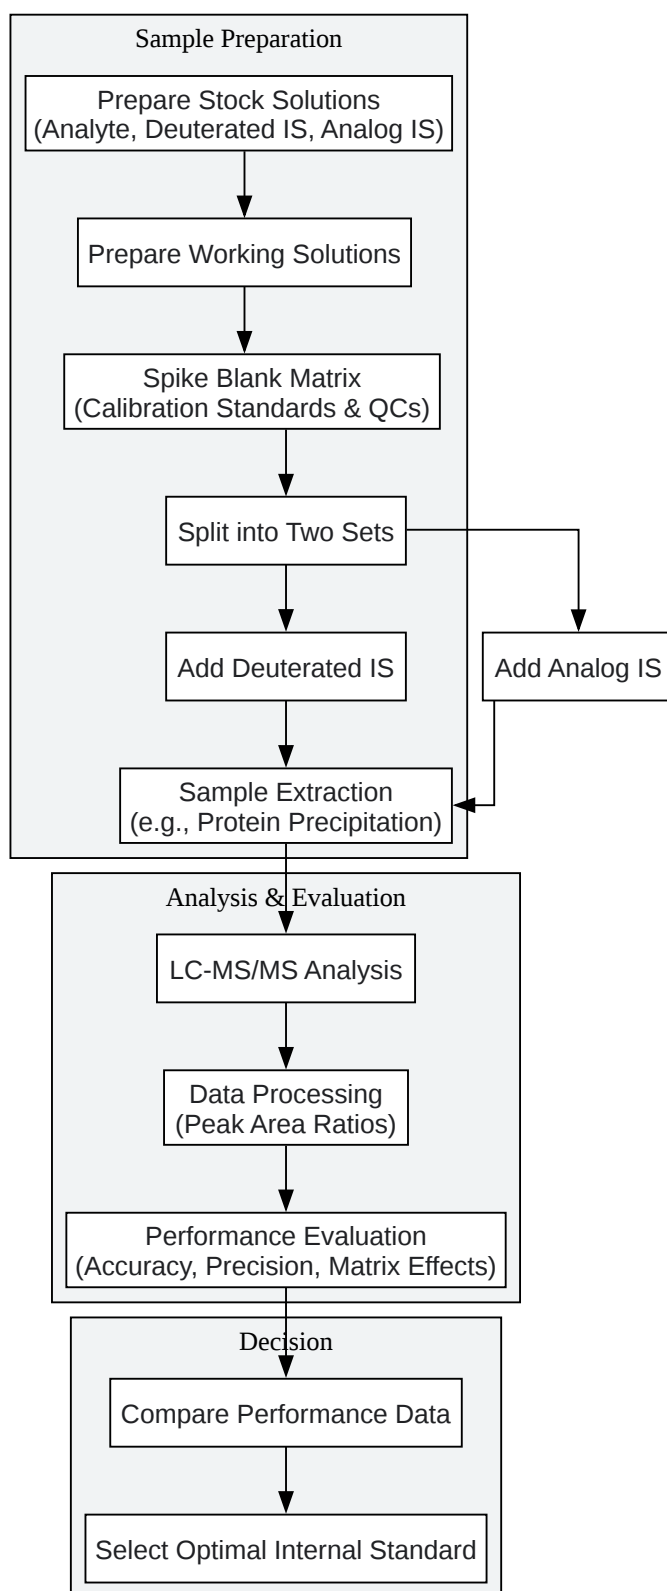 Sample Preparation
Prepare Stock Solutions
(Analyte, Deuterated IS, Analog IS)
Prepare Working Solutions
Spike Blank Matrix
(Calibration Standards & QCs)
Split into Two Sets
Add Deuterated IS
Add Analog IS
Sample Extraction
(e.g., Protein Precipitation)
Analysis & Evaluation
LC-MS/MS Analysis
Data Processing
(Peak Area Ratios)
Performance Evaluation
(Accuracy, Precision, Matrix Effects)
Decision
Compare Performance Data
Select Optimal Internal Standard